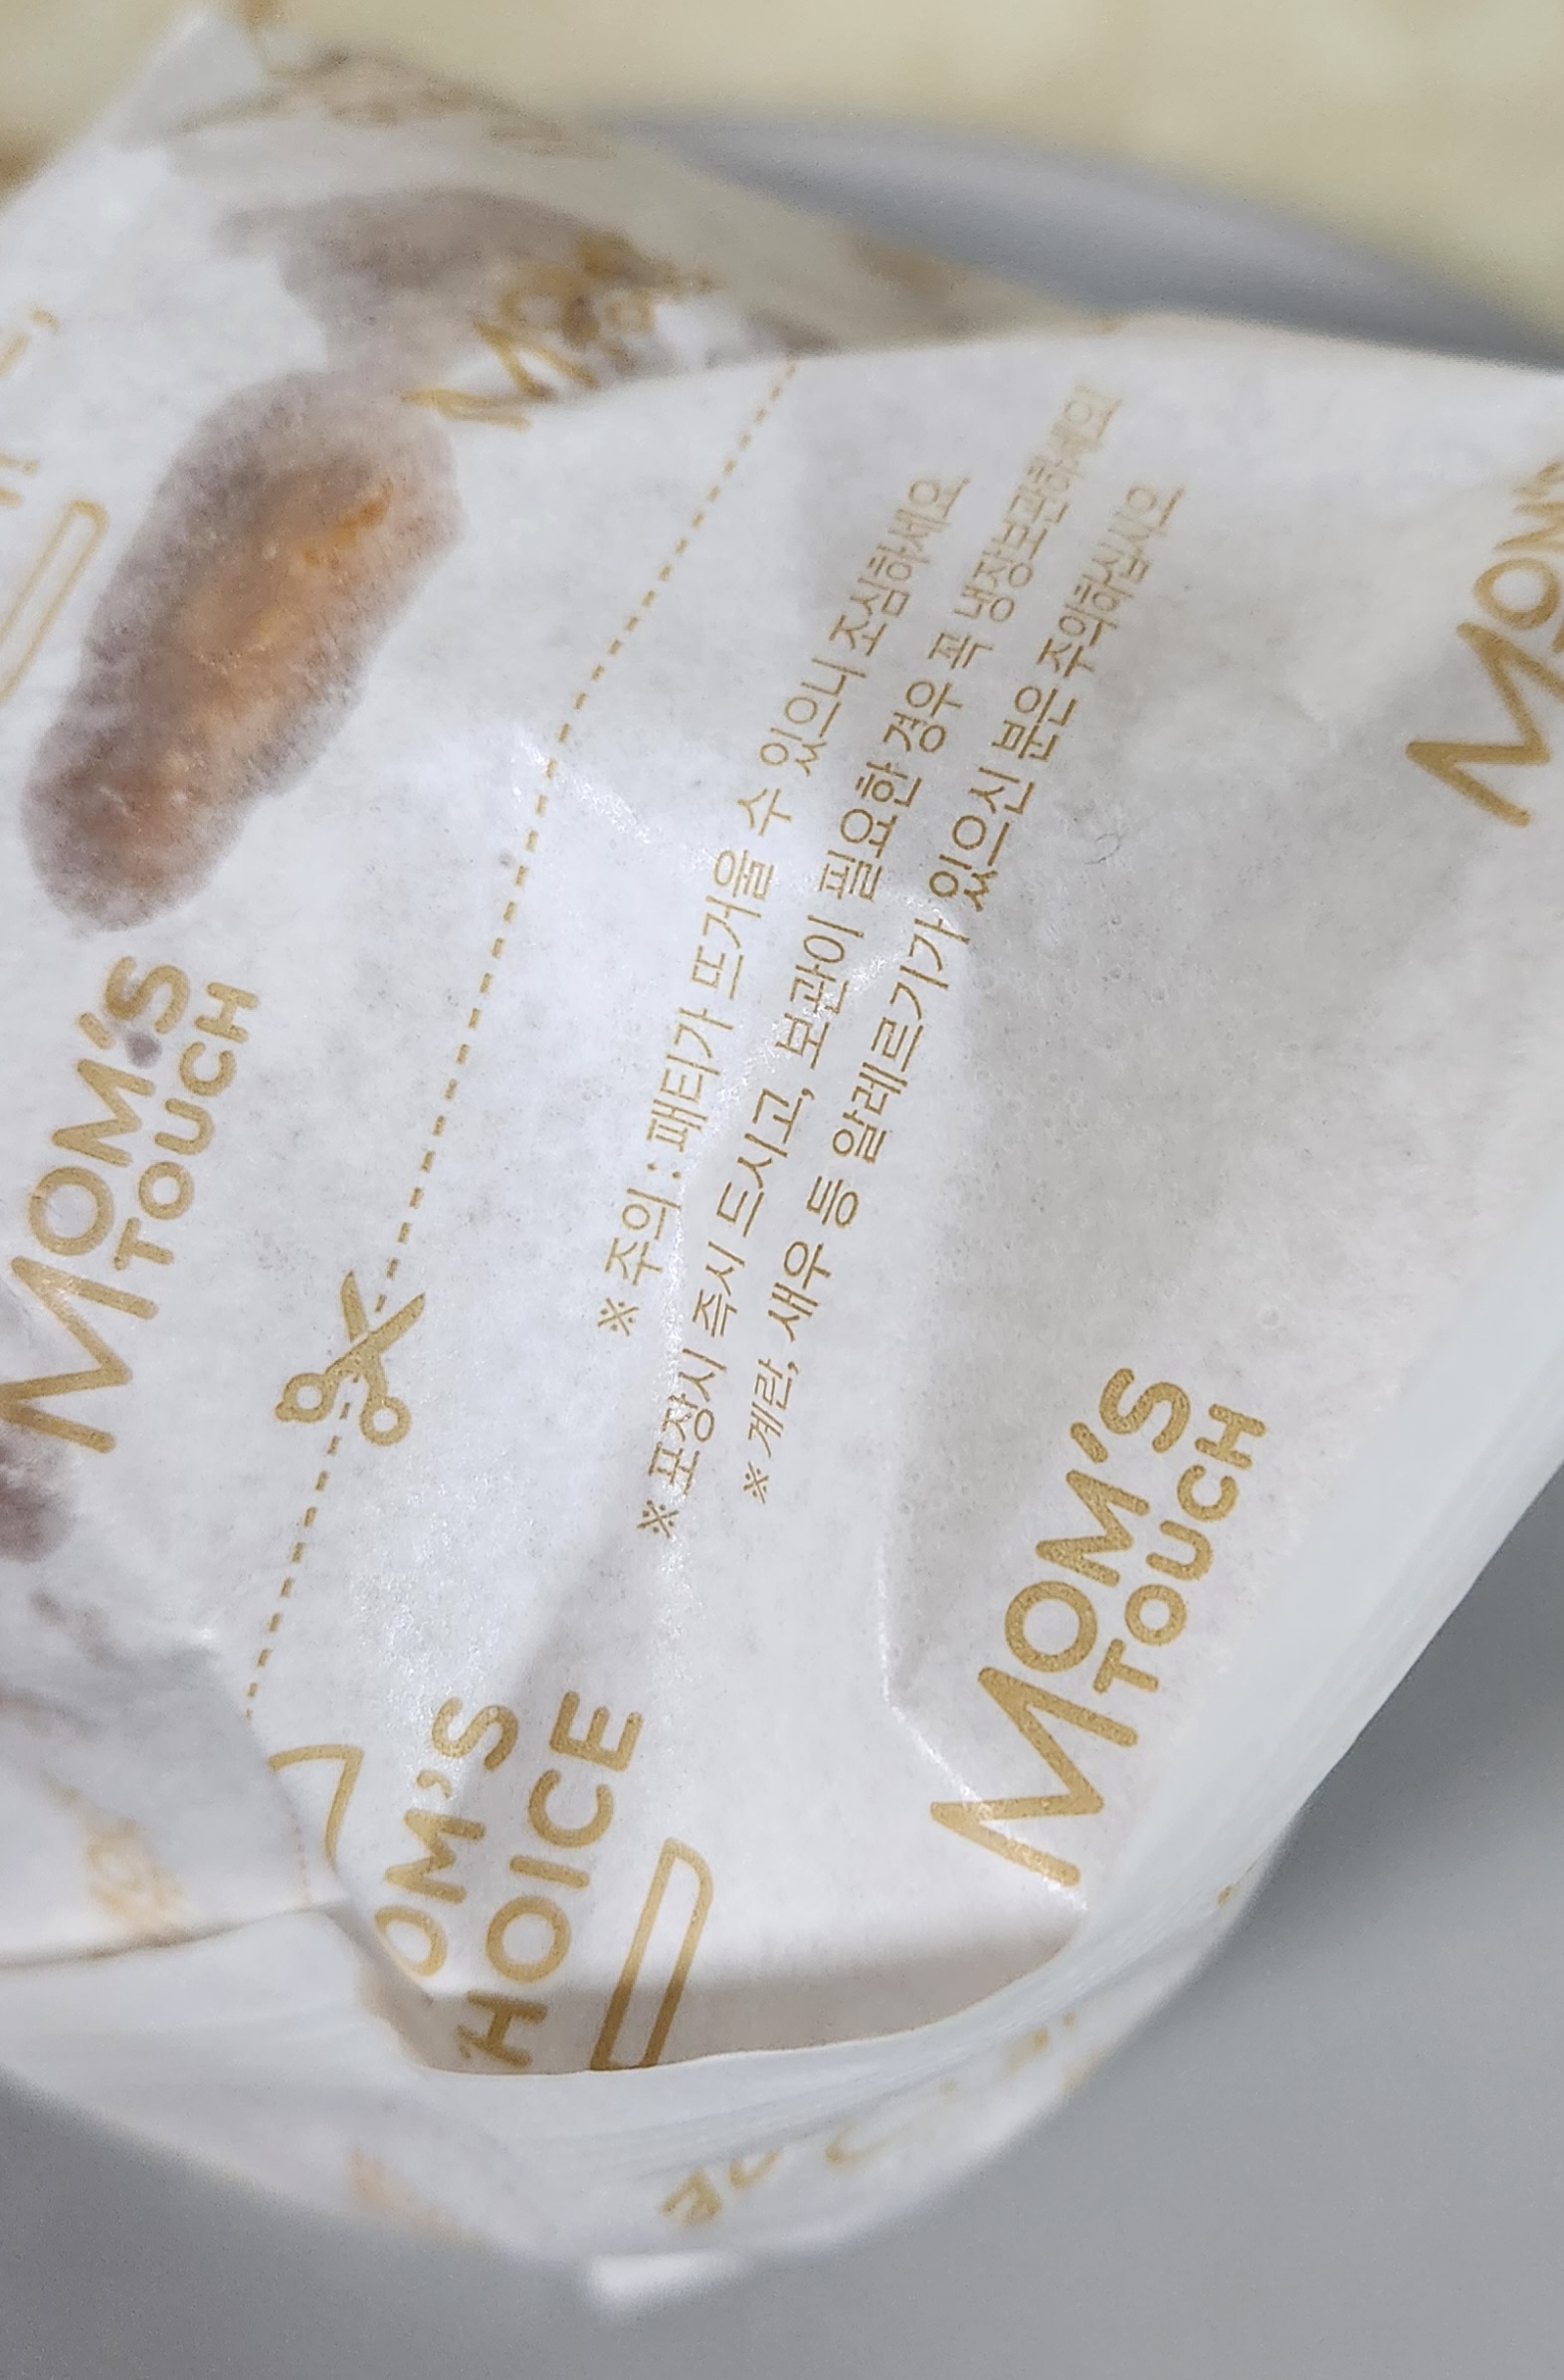 MOM'S
TOUCH
※ 주의 : 패티가 뜨거울 수 있으니 조심하세요
※ 포장시 즉시 드시고, 보관이 필요한 경우 꼭 냉장보관하세요!
※ 계란, 새우 등 알레르기가 있으신 분은 주의하십시오
OM'S
HOICE
MOM'S
TOUCH
MOM'